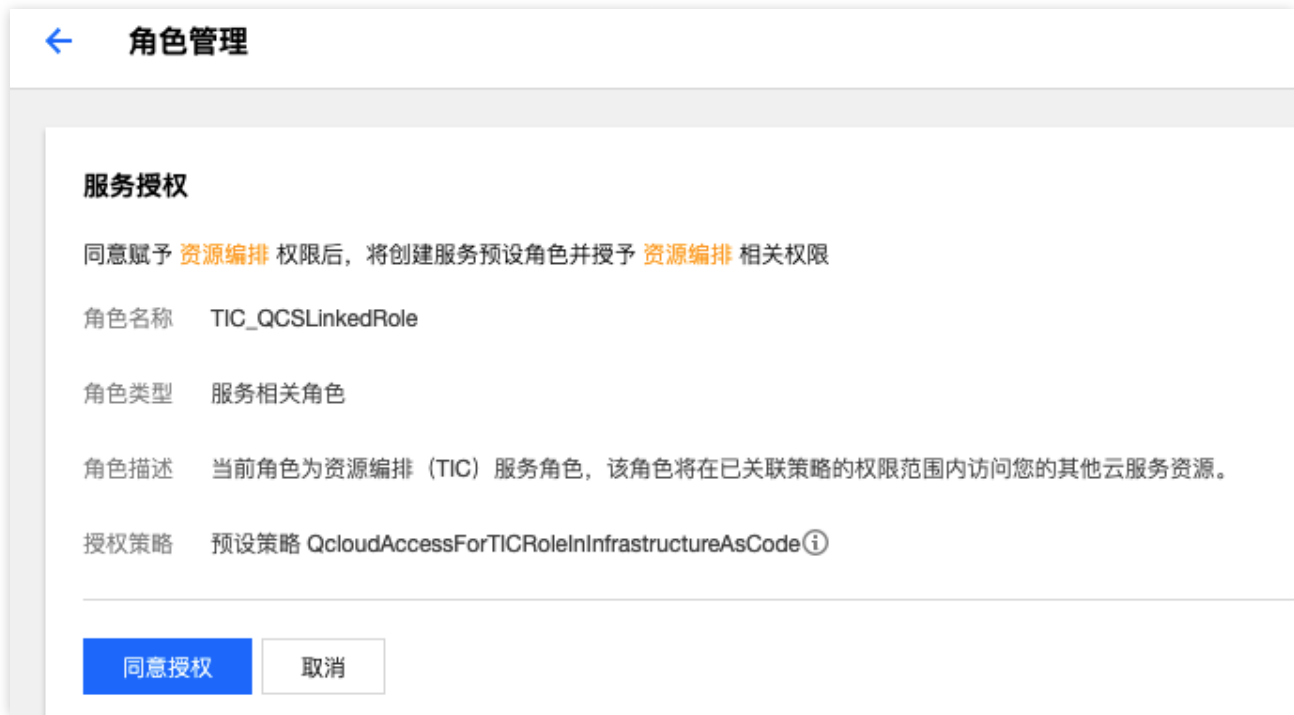 角色管理
服务授权
同意赋予 资源编排 权限后，将创建服务预设角色并授予 资源编排 相关权限
角色名称 TIC_QCSLinkedRole
角色类型 服务相关角色
角色描述 当前角色为资源编排（TIC）服务角色，该角色将在已关联策略的权限范围内访问您的其他云服务资源。
授权策略 预设策略 QcloudAccessForTICRoleInInfrastructureAsCode
同意授权 取消